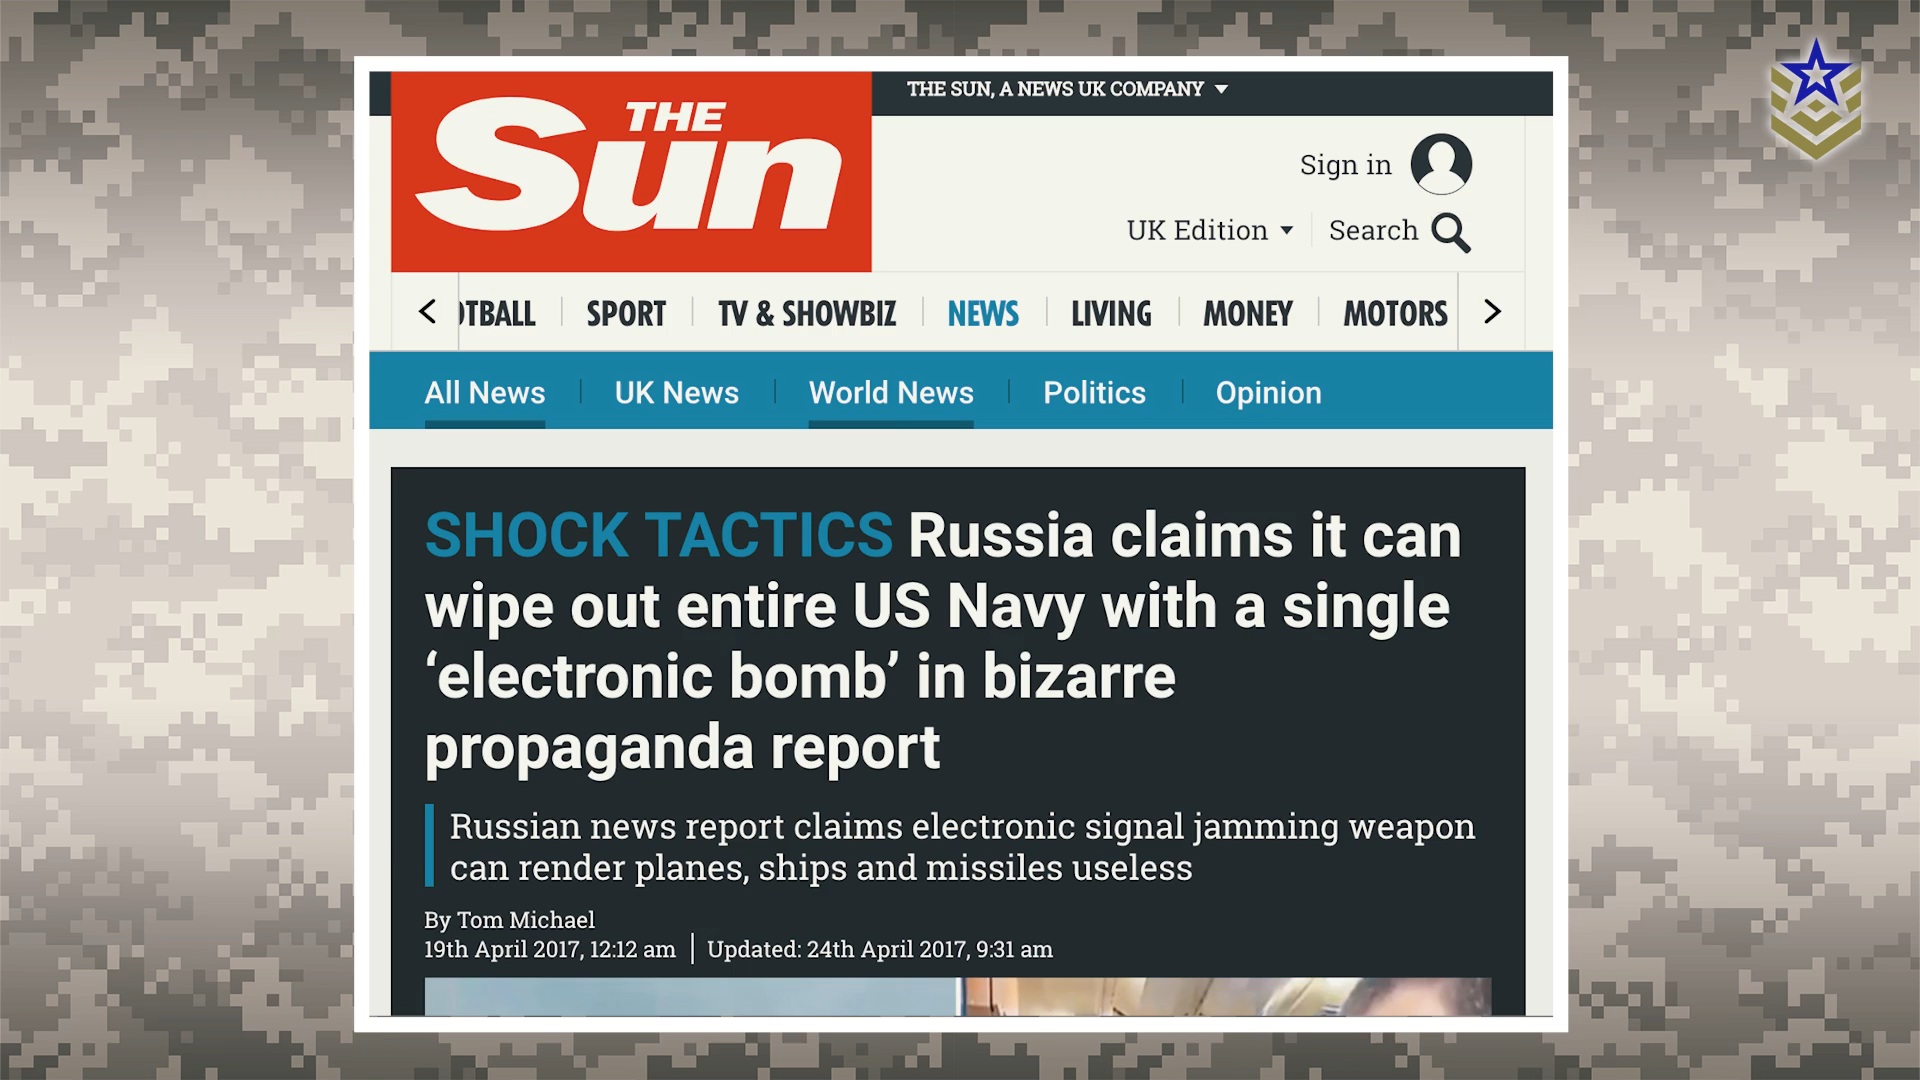 THE SUN, A NEWS UK COMPANY
THE
Sun
Sign in
UK Edition
Search
OTBALL SPORT TV & SHOWBIZ NEWS LIVING MONEY MOTORS
All News UK News World News Politics Opinion
SHOCK TACTICS Russia claims it can
wipe out entire US Navy with a single
‘electronic bomb’ in bizarre
propaganda report
Russian news report claims electronic signal jamming weapon
can render planes, ships and missiles useless
By Tom Michael
19th April 2017, 12:12 am | Updated: 24th April 2017, 9:31 am